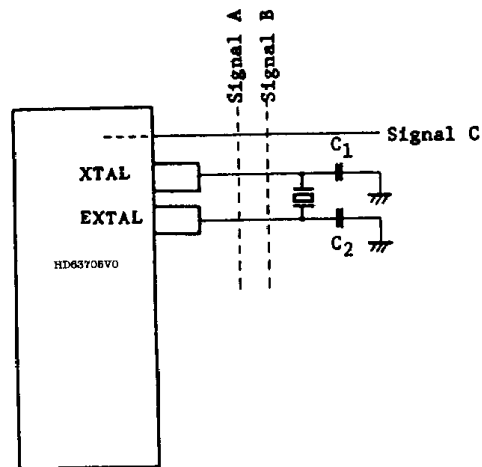 Signal A
Signal B
Signal C
C1
XTAL
EXTAL
C2
HD63705V0